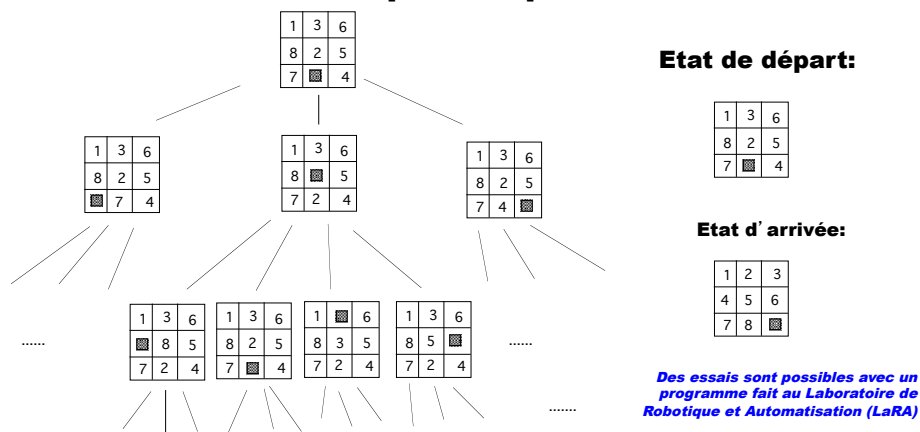 1 3 6
8 2 5
7 4
Etat de départ:
1 3 6
8 2 5
7 4
1 3 6
8 2 5
7 4
1 3 6
8 5
7 2 4
1 3 6
8 2 5
7 4
Etat d’arrivée:
1 2 3
4 5 6
7 8
1 3 6
8 5
7 2 4
1 3 6
8 2 5
7 4
1 6
8 3 5
7 2 4
1 3 6
8 5
7 2 4
......
......
.......
Des essais sont possibles avec un
programme fait au Laboratoire de
Robotique et Automatisation (LaRA)